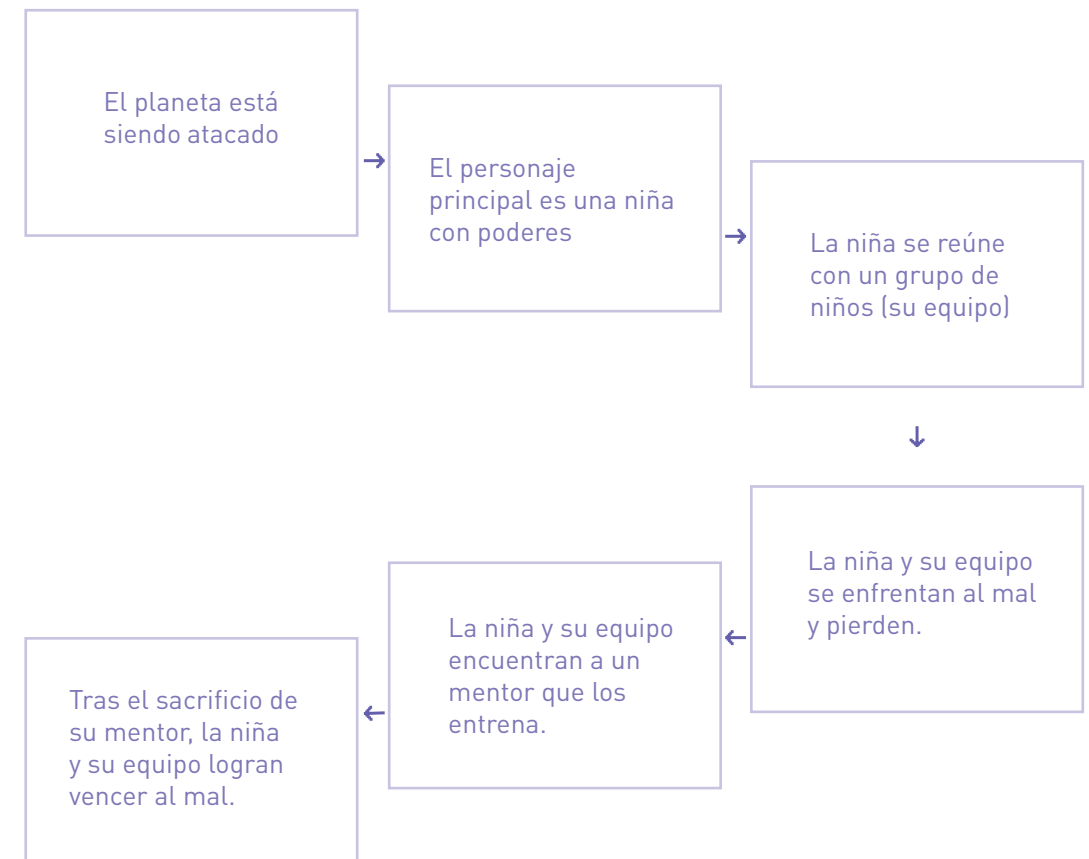 El planeta está
siendo atacado
El personaje
principal es una niña
con poderes
La niña se reúne
con un grupo de
niños (su equipo)
La niña y su equipo
se enfrentan al mal
y pierden.
La niña y su equipo
encuentran a un
mentor que los
entrena.
Tras el sacrificio de
su mentor, la niña
y su equipo logran
vencer al mal.